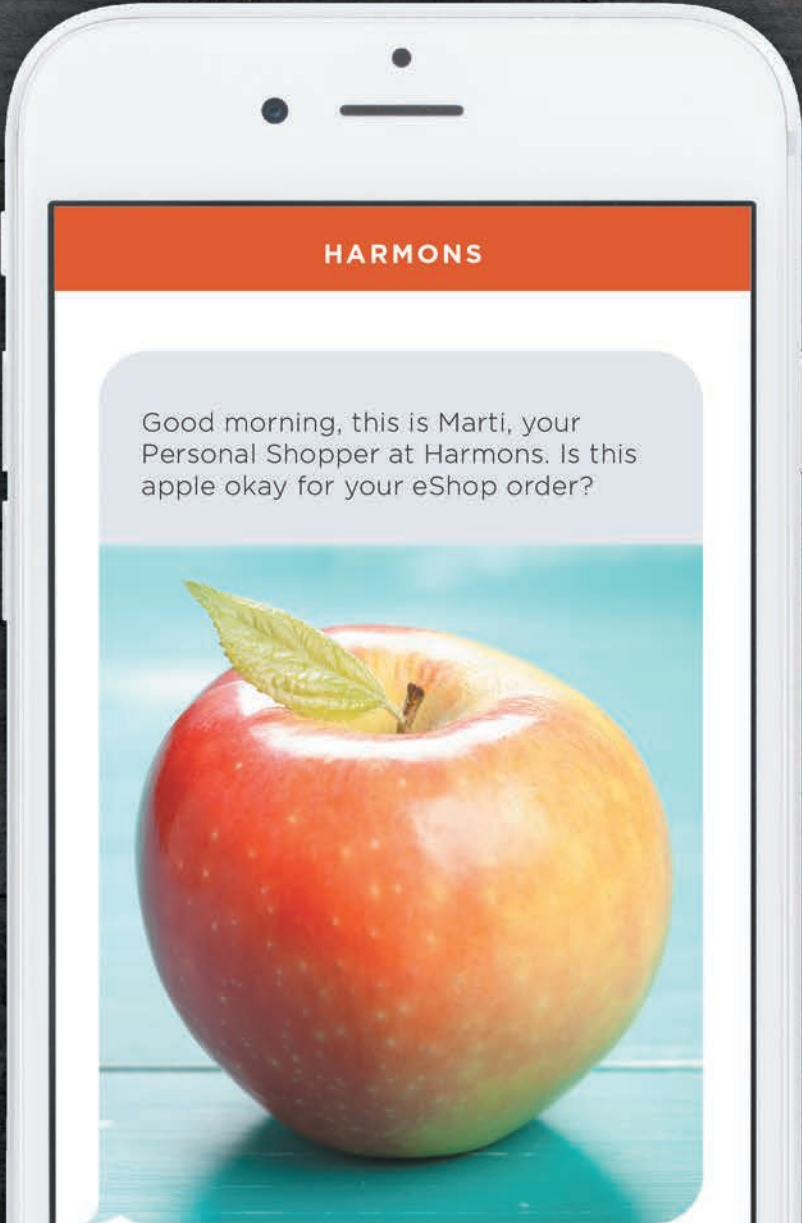 HARMONS
Good morning, this is Marti, your
Personal Shopper at Harmons. Is this
apple okay for your eShop order?